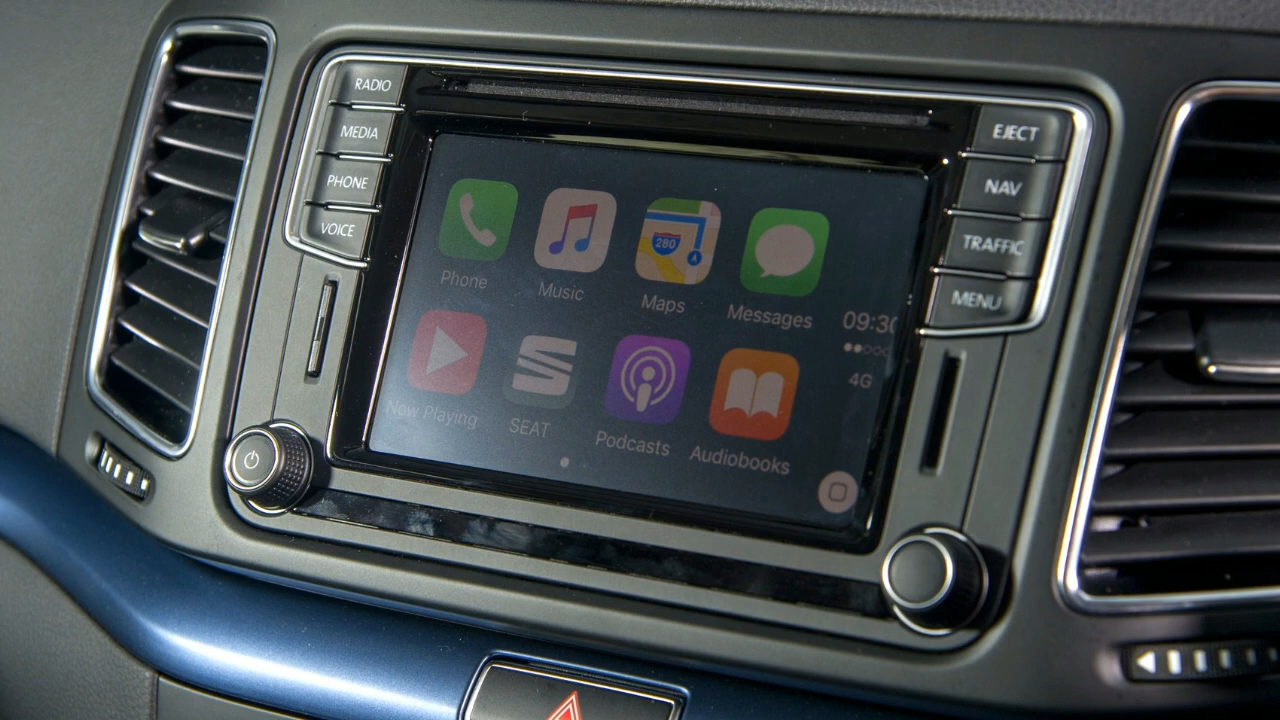 RADIO
MEDIA
PHONE
VOICE
EJECT
NAV
TRAFFIC
MENU
280
Phone
Music
Maps
Messages
09:30
4G
Now Playing
SEAT
Podcasts
Audiobooks